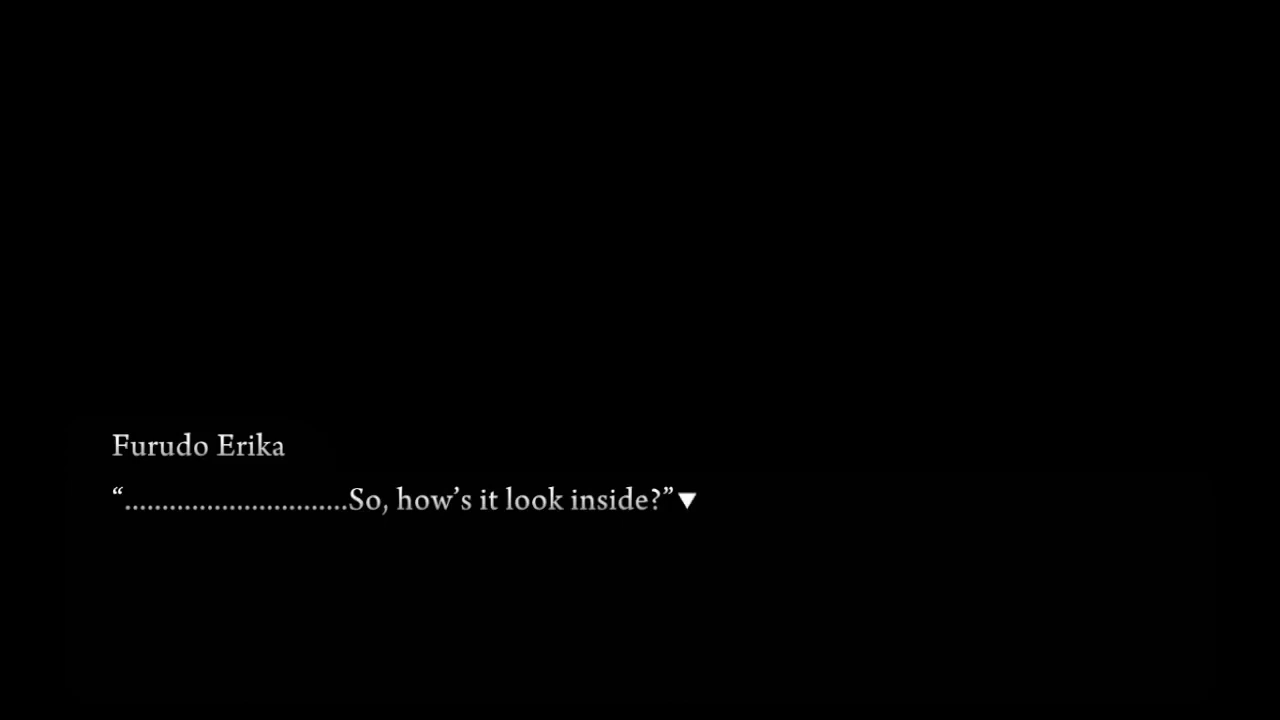 Furudo Erika
“..............................So, how’s it look inside?”▼